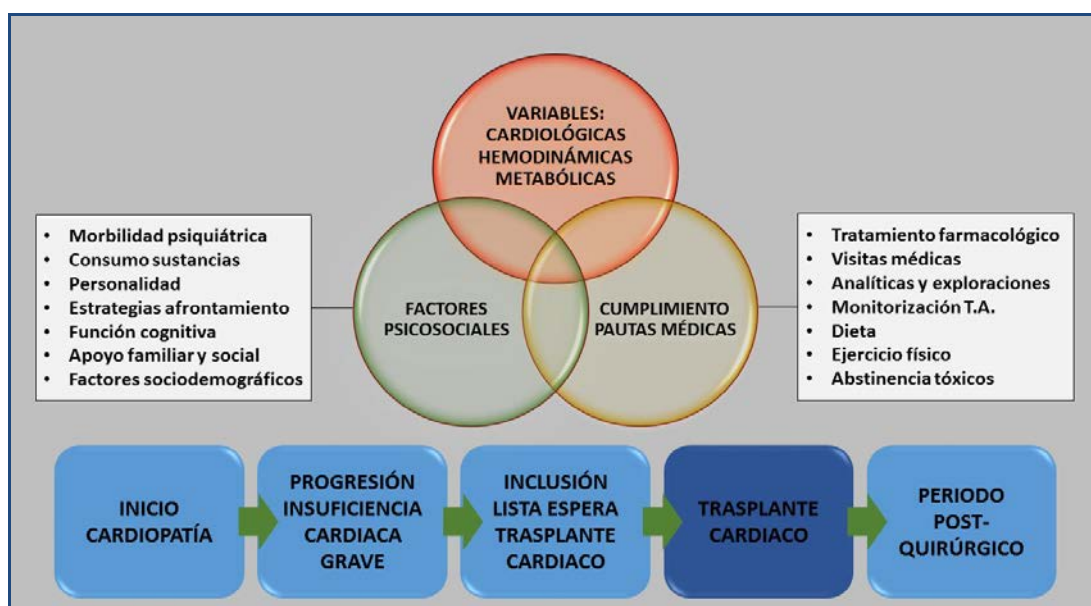 VARIABLES:
CARDIOLÓGICAS
HEMODINÁMICAS
METABÓLICAS
• Morbilidad psiquiátrica
• Consumo sustancias
• Personalidad
• Estrategias afrontamiento
• Función cognitiva
• Apoyo familiar y social
• Factores sociodemográficos
FACTORES
PSICOSOCIALES
CUMPLIMIENTO
PAUTAS MÉDICAS
• Tratamiento farmacológico
• Visitas médicas
• Analíticas y exploraciones
• Monitorización T.A.
• Dieta
• Ejercicio físico
• Abstinencia tóxicos
INICIO
CARDIOPATÍA
PROGRESIÓN
INSUFICIENCIA
CARDIACA
GRAVE
INCLUSIÓN
LISTA ESPERA
TRASPLANTE
CARDIACO
TRASPLANTE
CARDIACO
PERIODO
POST-
QUIRÚRGICO